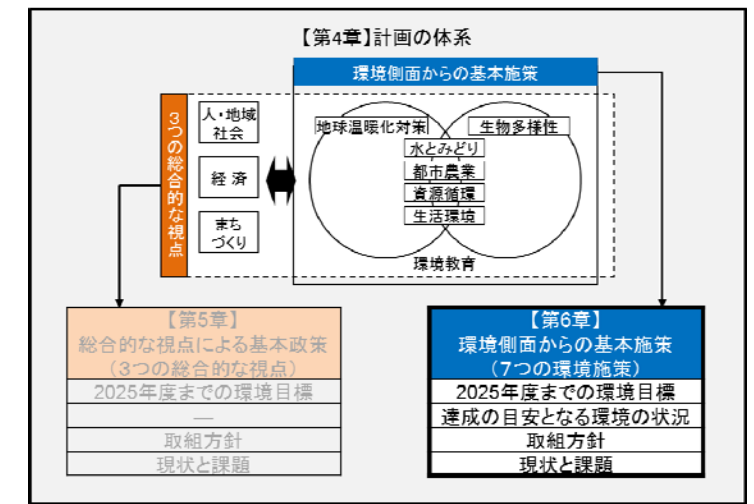 【第4章】計画の体系
環境側面からの基本施策
3つの総合的な視点
人・地域
社会
経済
まち
づくり
地球温暖化対策
生物多様性
水とみどり
都市農業
資源循環
生活環境
環境教育
【第5章】
総合的な視点による基本政策
（3つの総合的な視点）
2025年度までの環境目標
―
取組方針
現状と課題
【第6章】
環境側面からの基本施策
（7つの環境施策）
2025年度までの環境目標
達成の目安となる環境の状況
取組方針
現状と課題